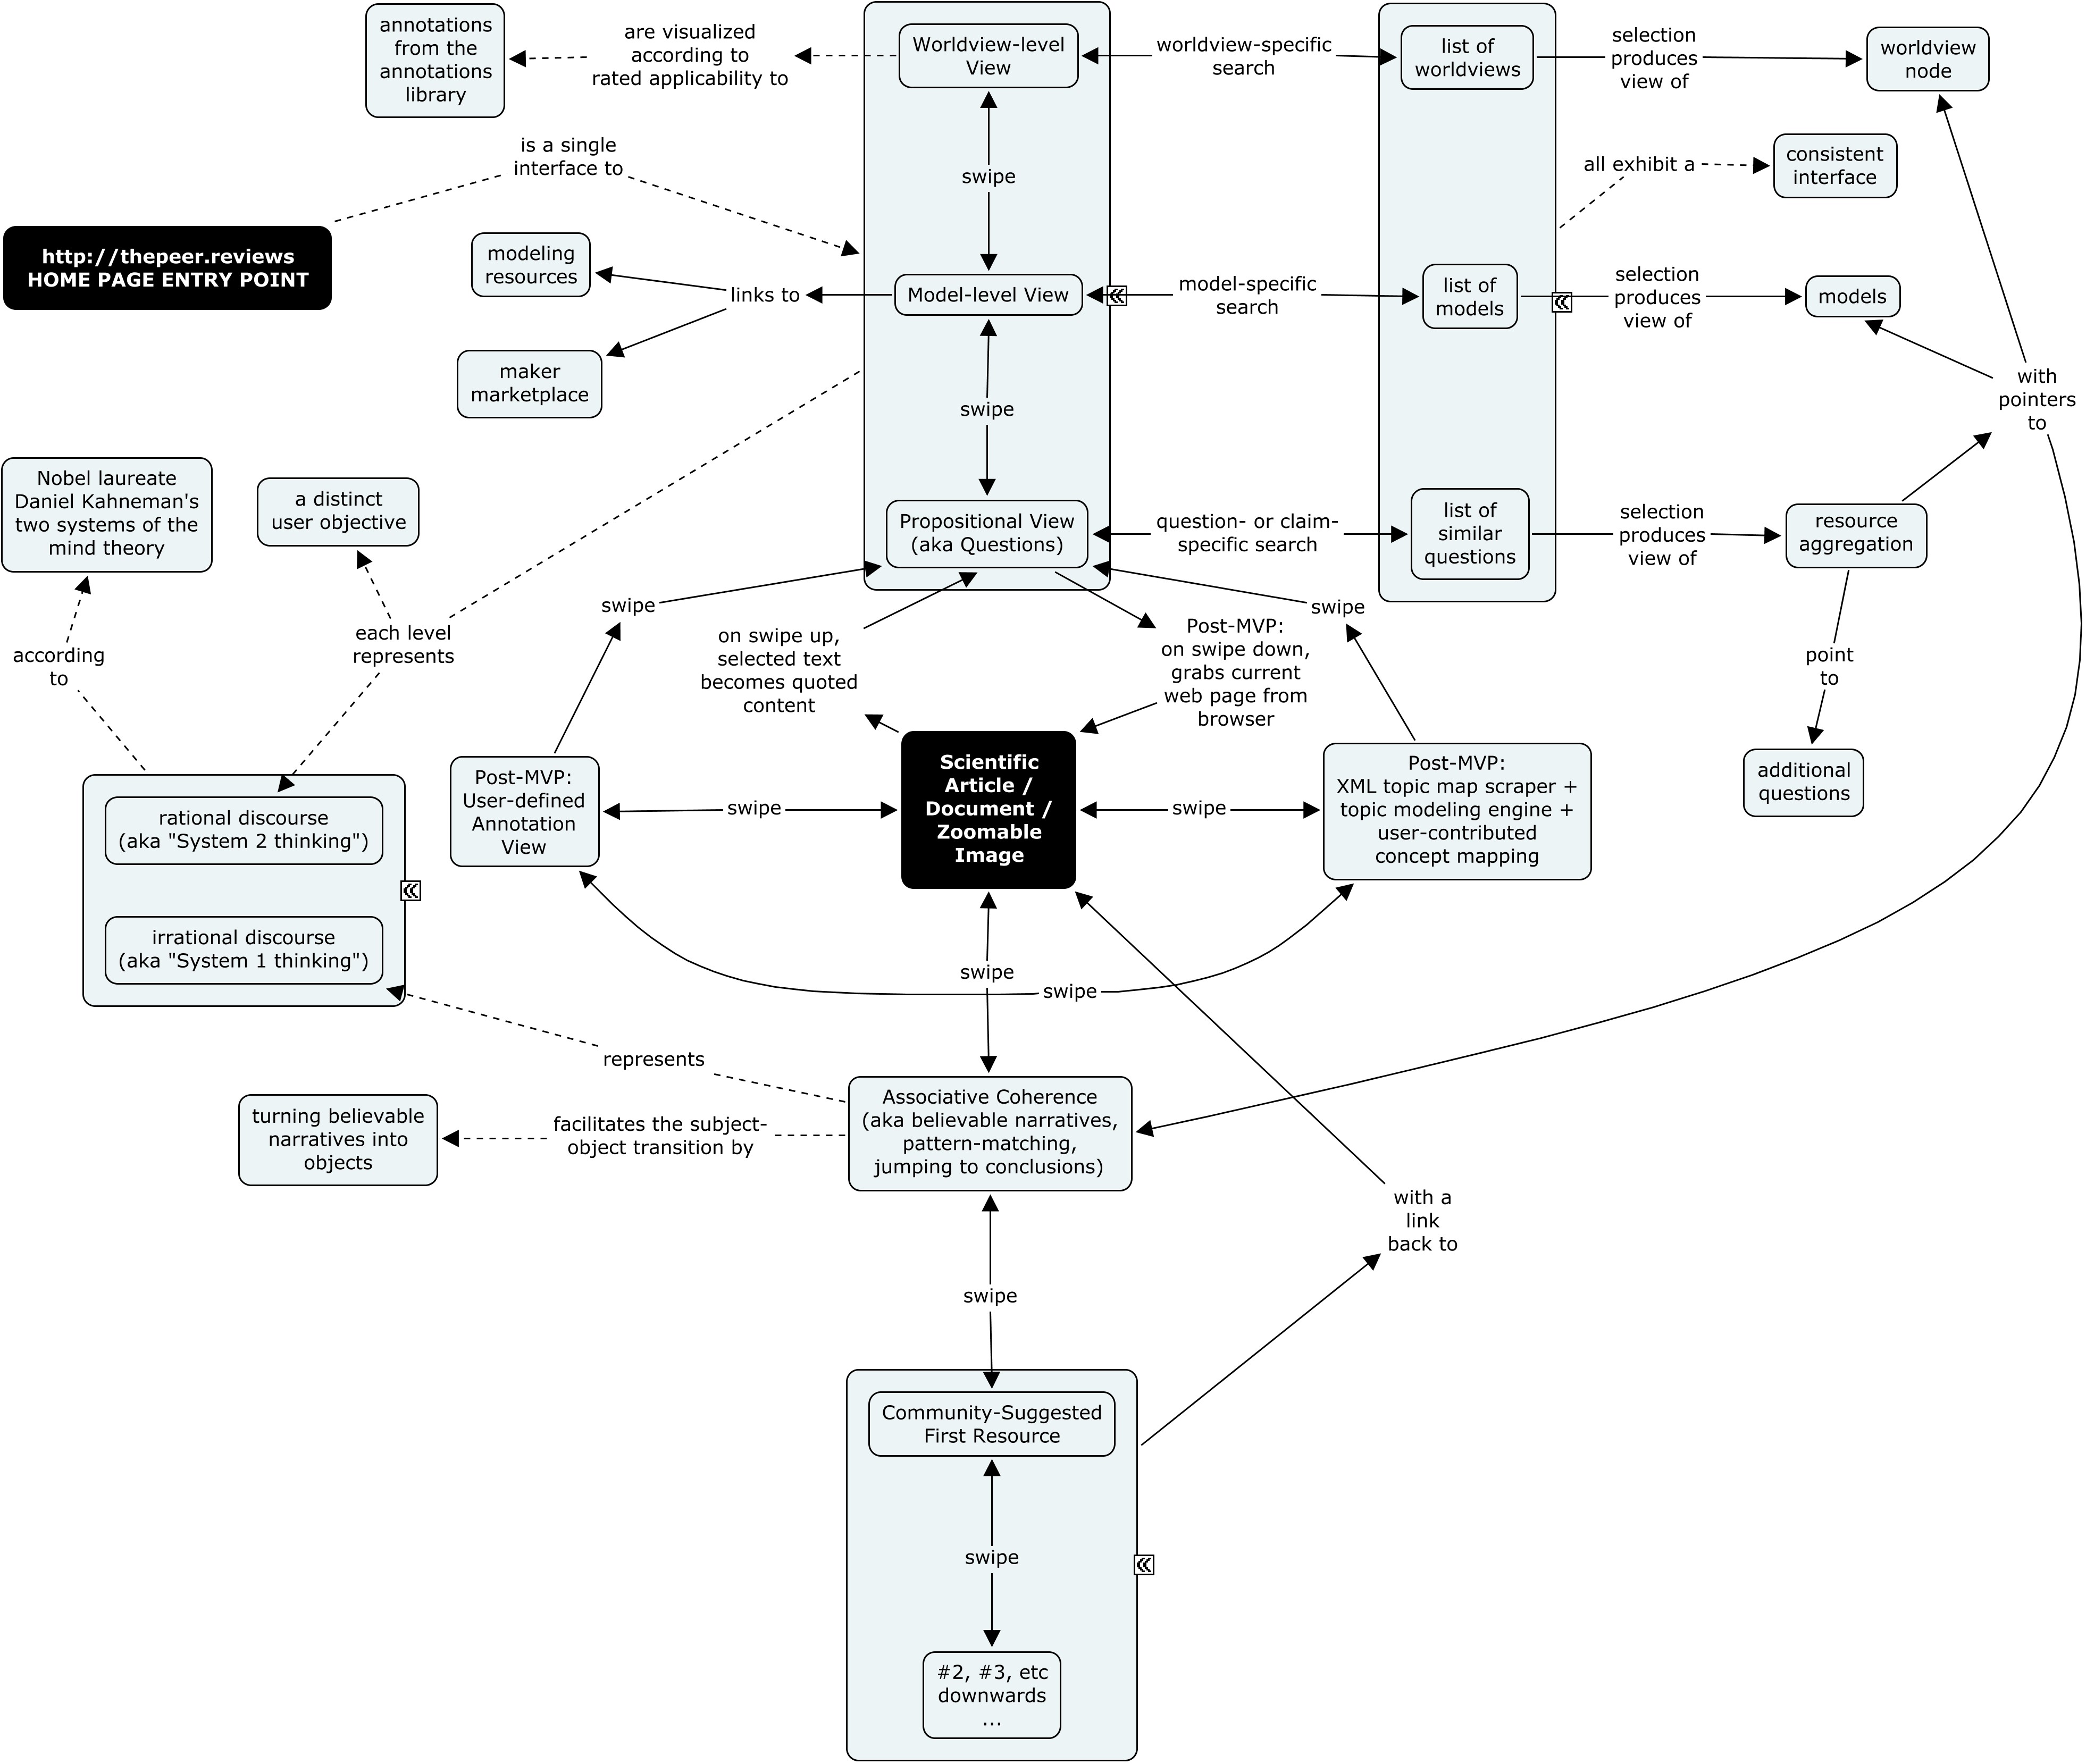 annotations
from the
annotations
library
are visualized
according to
rated applicability to
Worldview-level
View
worldview-specific
search
list of
worldviews
selection
produces
view of
worldview
node
is a single
interface to
swipe
all exhibit a
consistent
interface
http://thepeer.reviews
HOME PAGE ENTRY POINT
modeling
resources
links to
Model-level View
model-specific
search
list of
models
selection
produces
view of
models
maker
marketplace
swipe
with
pointers
to
Nobel laureate
Daniel Kahneman's
two systems of the
mind theory
a distinct
user objective
Propositional View
(aka Questions)
question- or claim-
specific search
list of
similar
questions
selection
produces
view of
resource
aggregation
according
to
each level
represents
swipe
on swipe up,
selected text
becomes quoted
content
Post-MVP:
on swipe down,
grabs current
web page from
browser
swipe
point
to
rational discourse
(aka "System 2 thinking")
irrational discourse
(aka "System 1 thinking")
Post-MVP:
User-defined
Annotation
View
swipe
Scientific
Article /
Document /
Zoomable
Image
swipe
Post-MVP:
XML topic map scraper +
topic modeling engine +
user-contributed
concept mapping
additional
questions
swipe
swipe
represents
turning believable
narratives into
objects
facilitates the subject-
object transition by
Associative Coherence
(aka believable narratives,
pattern-matching,
jumping to conclusions)
with a
link
back to
swipe
Community-Suggested
First Resource
swipe
#2, #3, etc
downwards
...